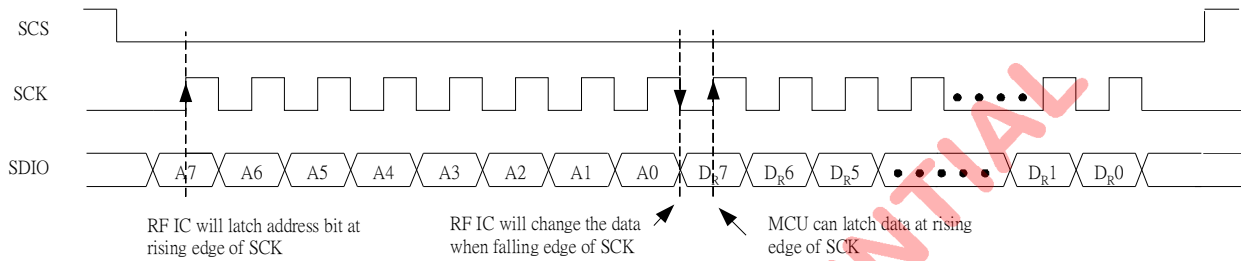 SCS
SCK
SDIO
A7 A6 A5 A4 A3 A2 A1 A0 DR7 DR6 DR5 DR1 DR0
RF IC will latch address bit at
rising edge of SCK
RF IC will change the data
when falling edge of SCK
MCU can latch data at rising
edge of SCK
NTIAL